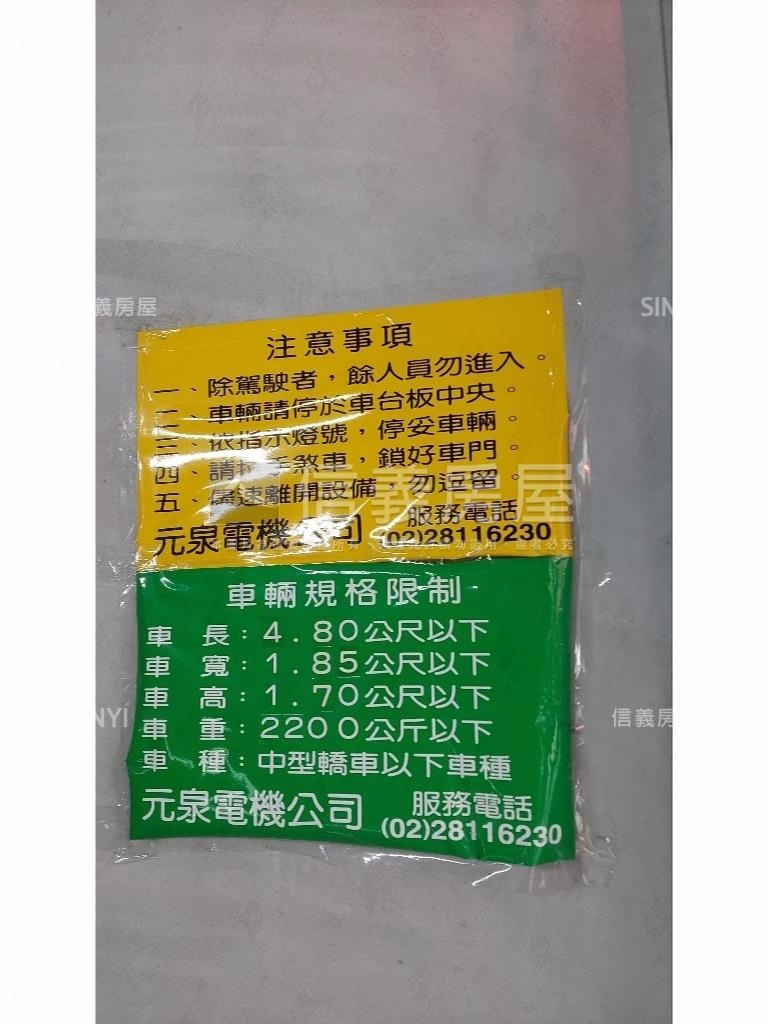 注意事項
一、除駕駛者，餘人員勿進入。
二、車輛請停於車台板中央。
三、依指示燈號，停妥車輛。
四、請拉手煞車，鎖好車門。
五、儘速離開設備，勿逗留。
元泉電機公司 服務電話
(02)28116230
車輛規格限制
車 長：4.80公尺以下
車 寬：1.85公尺以下
車 高：1.70公尺以下
車 重：2200公斤以下
車 種：中型轎車以下車種
元泉電機公司 服務電話
(02)28116230
義房屋
SIN
信義房屋
NYI
信義房